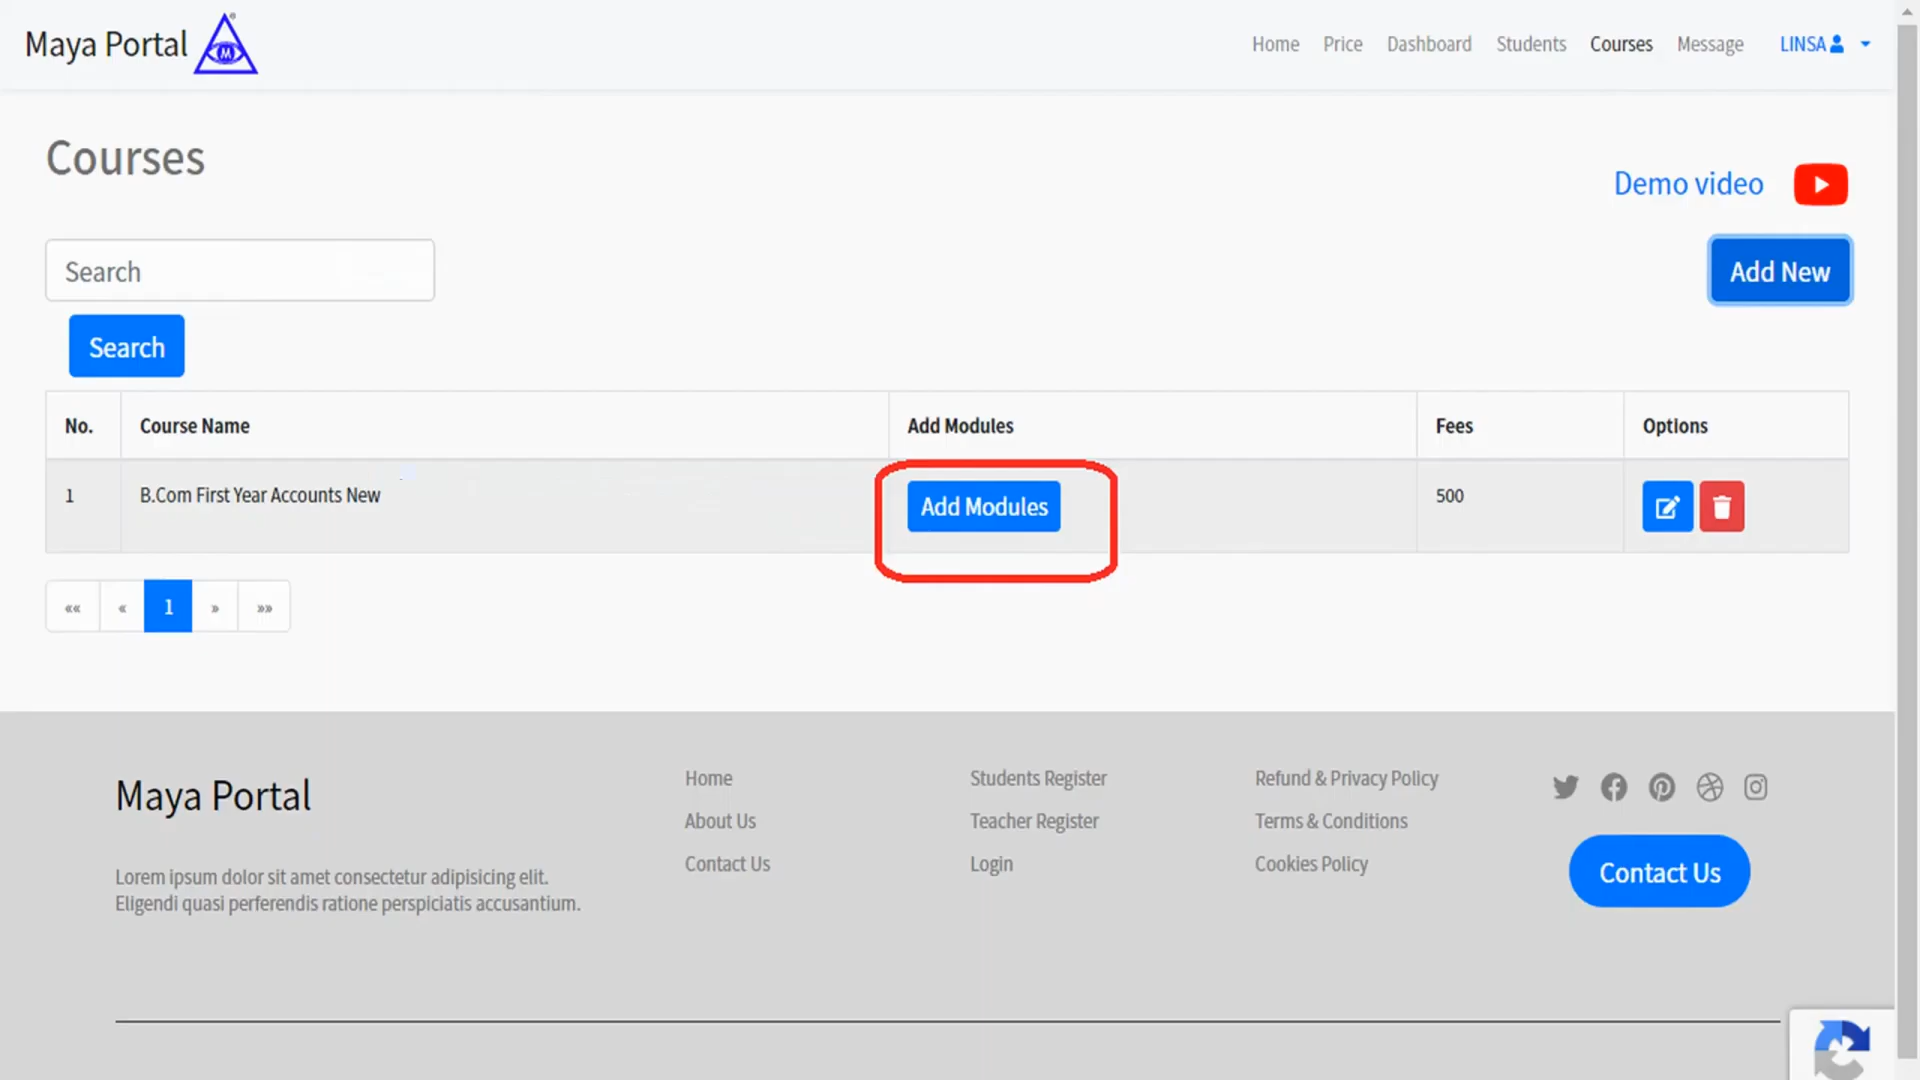 Maya Portal M ®
Home Price Dashboard Students Courses Message LINSA
Courses
Demo video
Search
Add New
Search
No. Course Name Add Modules Fees Options
1 B.Com First Year Accounts New Add Modules 500
«« « 1 » »»
Maya Portal
Lorem ipsum dolor sit amet consectetur adipisicing elit.
Eligendi quasi perferendis ratione perspiciatis accusantium.
Home
About Us
Contact Us
Students Register
Teacher Register
Login
Refund & Privacy Policy
Terms & Conditions
Cookies Policy
Contact Us